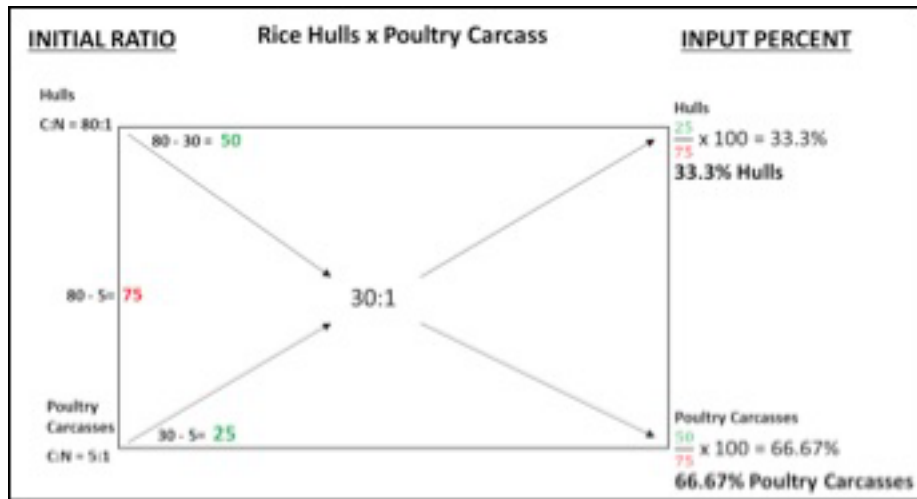 INITIAL RATIO
Rice Hulls x Poultry Carcass
INPUT PERCENT
Hulls
C:N = 80:1
80 - 30 = 50
Hulls
25
75 x 100 = 33.3%
33.3% Hulls
80 - 5= 75
30:1
Poultry
Carcasses
C:N = 5:1
30 - 5= 25
Poultry Carcasses
50
75 x 100 = 66.67%
66.67% Poultry Carcasses